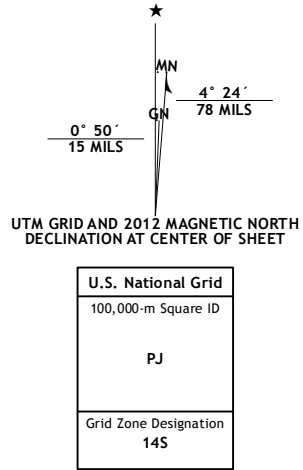 ★
MN
GN
4° 24´
78 MILS
0° 50´
15 MILS
UTM GRID AND 2012 MAGNETIC NORTH
DECLINATION AT CENTER OF SHEET
U.S. National Grid
100,000-m Square ID
PJ
Grid Zone Designation
14S